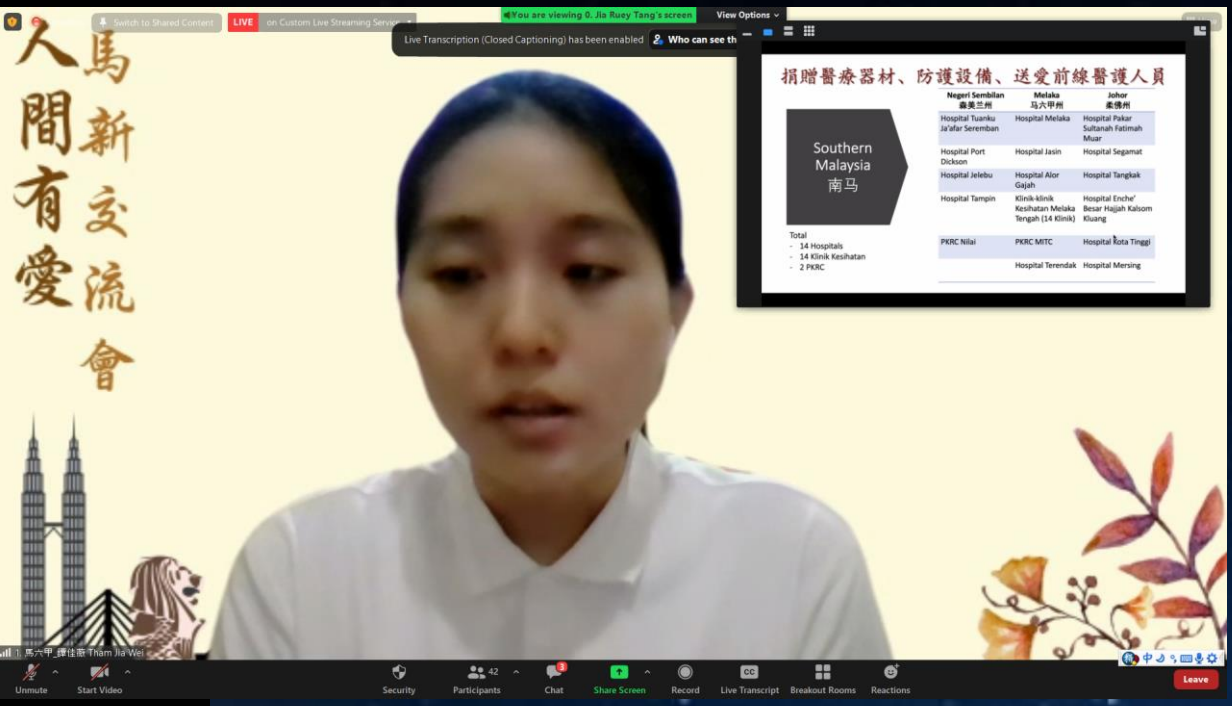 Switch to Shared Content
LIVE on Custom Live Streaming Service
You are viewing 0. Jia Ruey Tang's screen
View Options
Live Transcription (Closed Captioning) has been enabled
Who can see th
人間有愛
馬新交流會
捐贈醫療器材、防護設備、送愛前線醫護人員
Southern
Malaysia
南马
Total
- 14 Hospitals
- 14 Klinik Kesihatan
- 2 PKRC
Negeri Sembilan Melaka Johor
森美兰州 马六甲州 柔佛州
Hospital Tuanku Ja'afar Seremban Hospital Melaka Hospital Pakar Sultanah Fatimah Muar
Hospital Port Dickson Hospital Jasin Hospital Segamat
Hospital Jelebu Hospital Alor Gajah Hospital Tangkak
Hospital Tampin Klinik-klinik Kesihatan Melaka Tengah (14 Klinik) Hospital Enche' Besar Hajjah Kalsom Kluang
PKRC Nilai PKRC MITC Hospital Kota Tinggi
Hospital Terendak Hospital Mersing
1. 馬六甲_譚佳薇 Tham Jia Wei
中
Unmute
Start Video
Security
42
Participants
3
Chat
Share Screen
Record
CC
Live Transcript
Breakout Rooms
Reactions
Leave